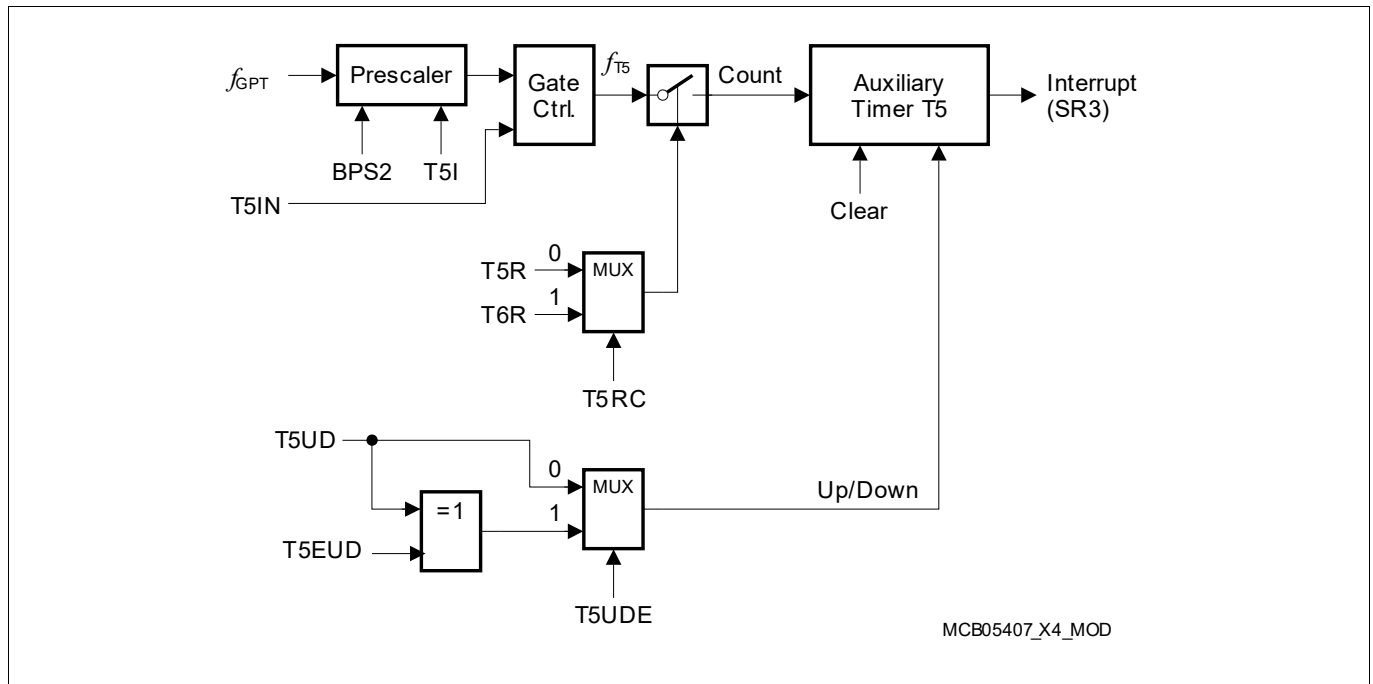 fGPT
Prescaler
BPS2
T5I
T5IN
Gate
Ctrl.
fT5
Count
Auxiliary
Timer T5
Interrupt
(SR3)
Clear
T5R
0
T6R
1
MUX
T5RC
T5UD
0
=1
1
MUX
T5EUD
T5UDE
Up/Down
MCB05407_X4_MOD